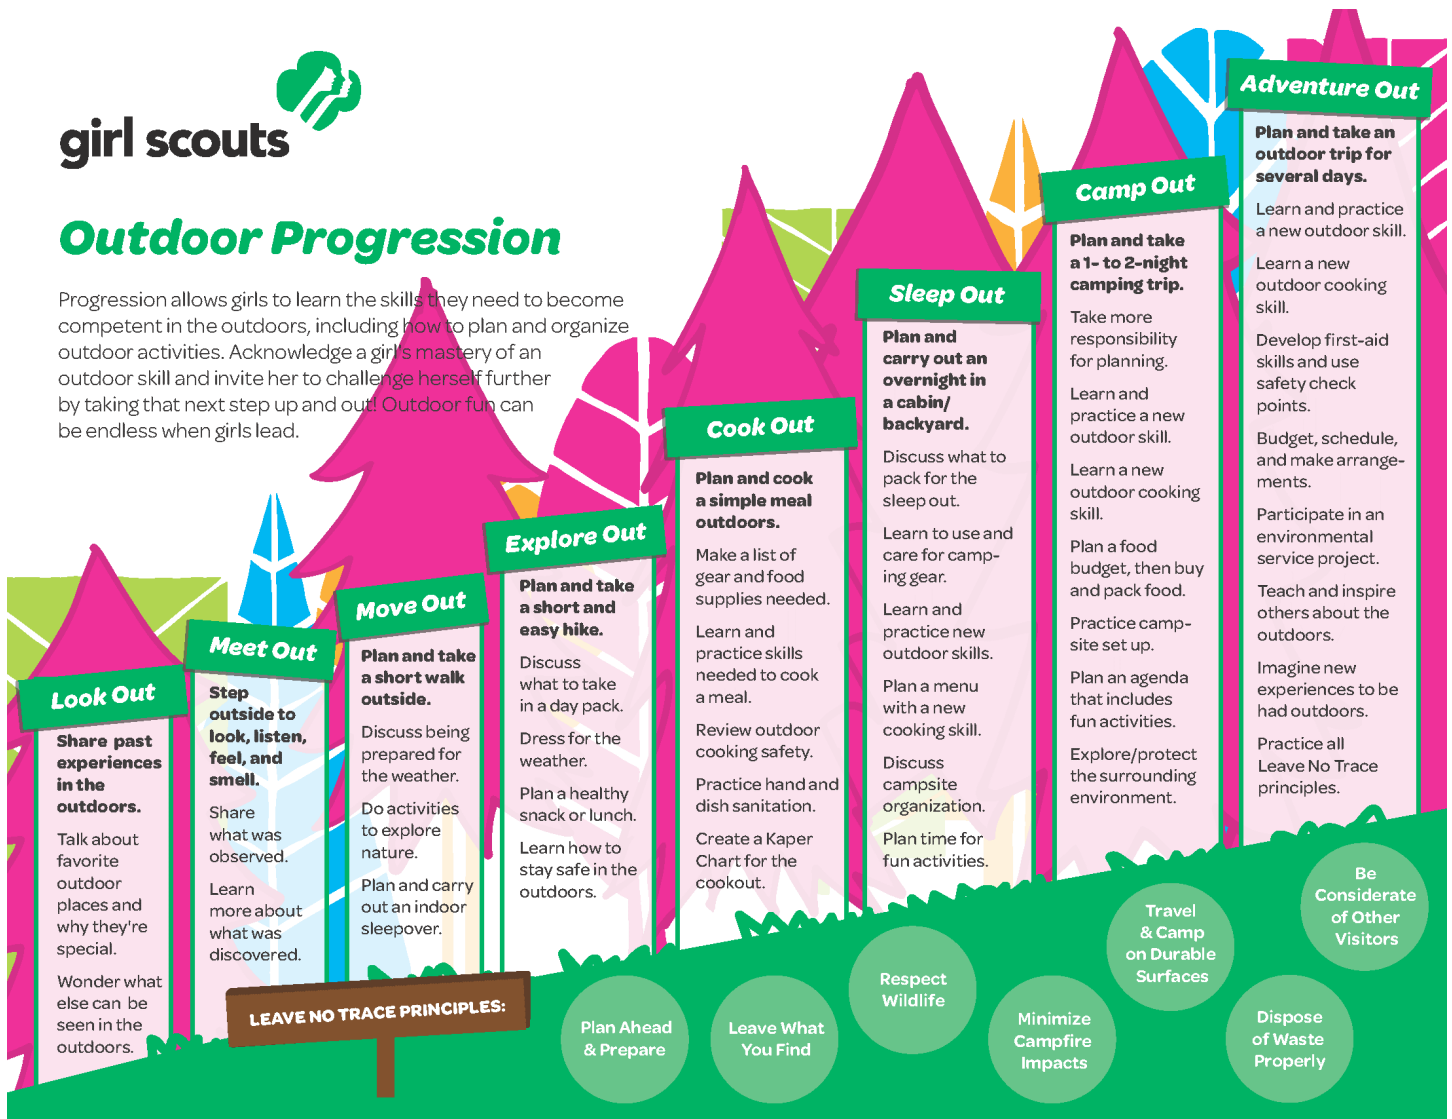 girl scouts
Outdoor Progression
Progression allows girls to learn the skills they need to become
competent in the outdoors, including how to plan and organize
outdoor activities. Acknowledge a girl's mastery of an
outdoor skill and invite her to challenge herself further
by taking that next step up and out! Outdoor fun can
be endless when girls lead.
Look Out
Share past
experiences
in the
outdoors.
Talk about
favorite
outdoor
places and
why they're
special.
Wonder what
else can be
seen in the
outdoors.
Meet Out
Step
outside to
look, listen,
feel, and
smell.
Share
what was
observed.
Learn
more about
what was
discovered.
Move Out
Plan and take
a short walk
outside.
Discuss being
prepared for
the weather.
Do activities
to explore
nature.
Plan and carry
out an indoor
sleepover.
Explore Out
Plan and take
a short and
easy hike.
Discuss
what to take
in a day pack.
Dress for the
weather.
Plan a healthy
snack or lunch.
Learn how to
stay safe in the
outdoors.
Cook Out
Plan and cook
a simple meal
outdoors.
Make a list of
gear and food
supplies needed.
Learn and
practice skills
needed to cook
a meal.
Review outdoor
cooking safety.
Practice hand and
dish sanitation.
Create a Kaper
Chart for the
cookout.
Sleep Out
Plan and
carry out an
overnight in
a cabin/
backyard.
Discuss what to
pack for the
sleep out.
Learn to use and
care for camp-
ing gear.
Learn and
practice new
outdoor skills.
Plan a menu
with a new
cooking skill.
Discuss
campsite
organization.
Plan time for
fun activities.
Camp Out
Plan and take
a 1- to 2-night
camping trip.
Take more
responsibility
for planning.
Learn and
practice a new
outdoor skill.
Learn a new
outdoor cooking
skill.
Plan a food
budget, then buy
and pack food.
Practice camp-
site set up.
Plan an agenda
that includes
fun activities.
Explore/protect
the surrounding
environment.
Adventure Out
Plan and take an
outdoor trip for
several days.
Learn and practice
a new outdoor skill.
Learn a new
outdoor cooking
skill.
Develop first-aid
skills and use
safety check
points.
Budget, schedule,
and make arrange-
ments.
Participate in an
environmental
service project.
Teach and inspire
others about the
outdoors.
Imagine new
experiences to be
had outdoors.
Practice all
Leave No Trace
principles.
LEAVE NO TRACE PRINCIPLES:
Plan Ahead
& Prepare
Leave What
You Find
Respect
Wildlife
Minimize
Campfire
Impacts
Travel
& Camp
on Durable
Surfaces
Dispose
of Waste
Properly
Be
Considerate
of Other
Visitors